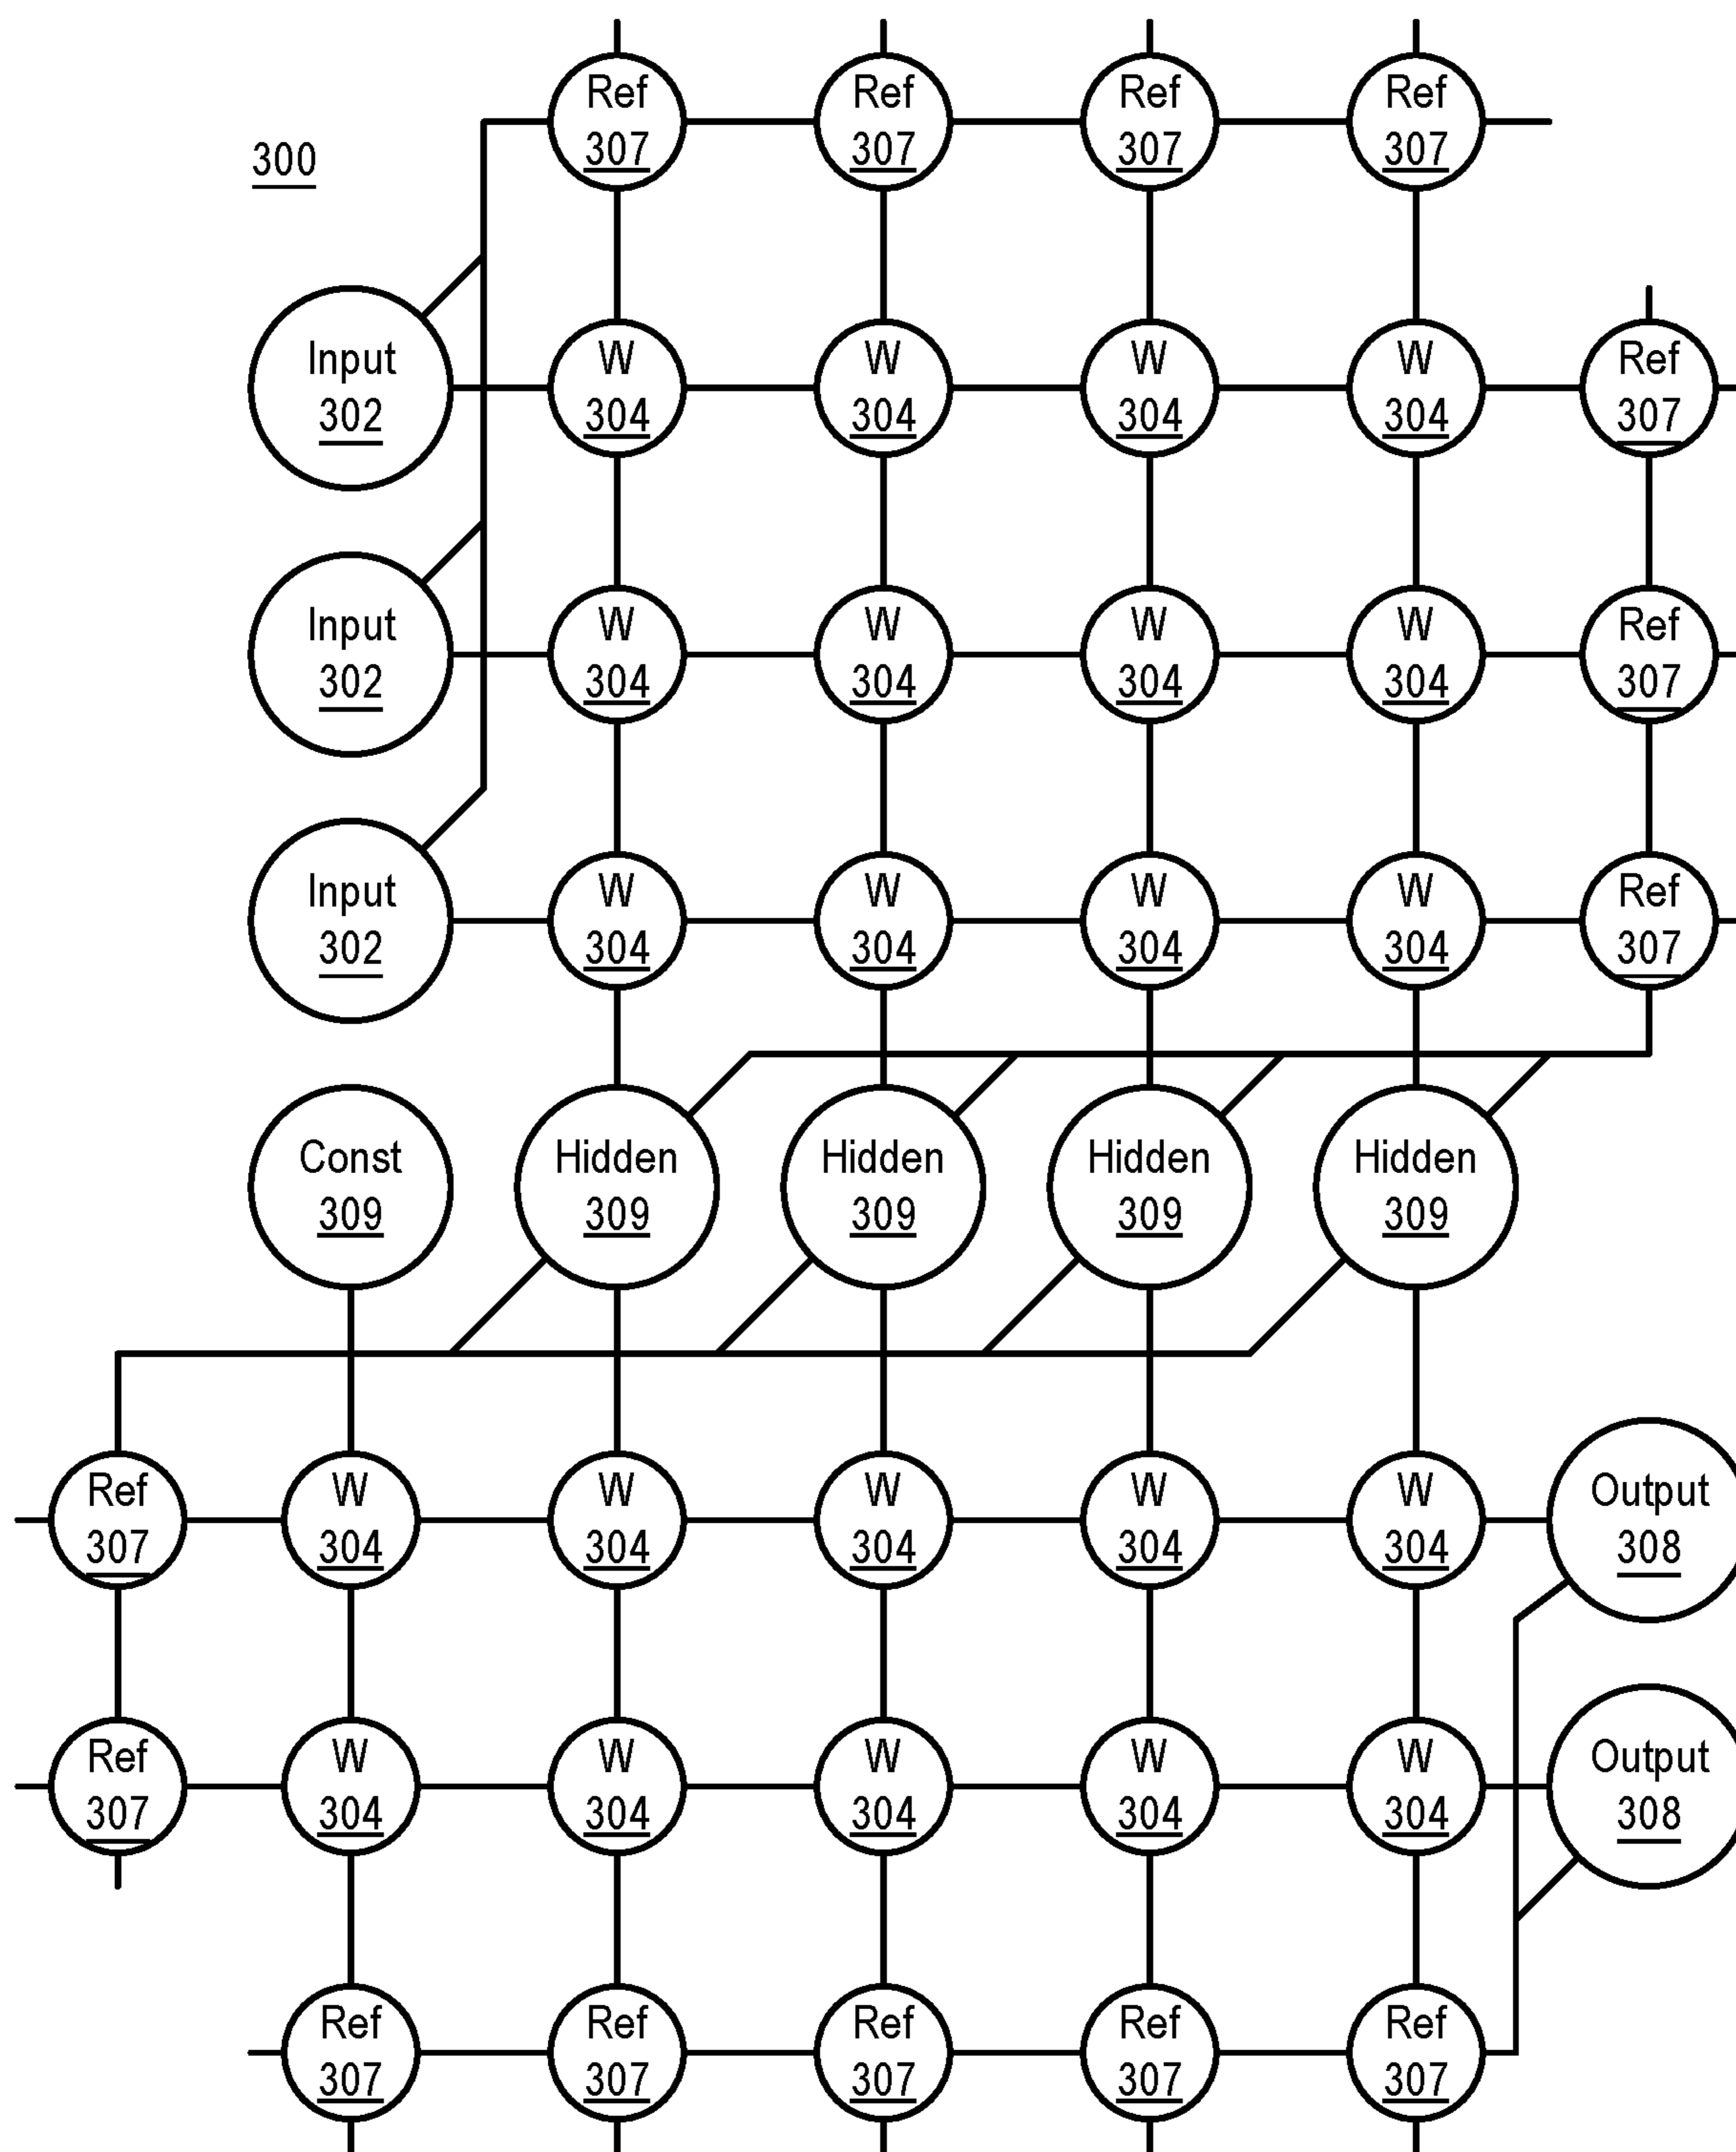 Ref Ref Ref Ref
307 307 307 307
300
Input W W W W Ref
302 304 304 304 304 307
Input W W W W Ref
302 304 304 304 304 307
Input W W W W Ref
302 304 304 304 304 307
Const Hidden Hidden Hidden Hidden
309 309 309 309 309
Ref W W W W W Output
307 304 304 304 304 304 308
Ref W W W W W Output
307 304 304 304 304 304 308
Ref Ref Ref Ref Ref
307 307 307 307 307